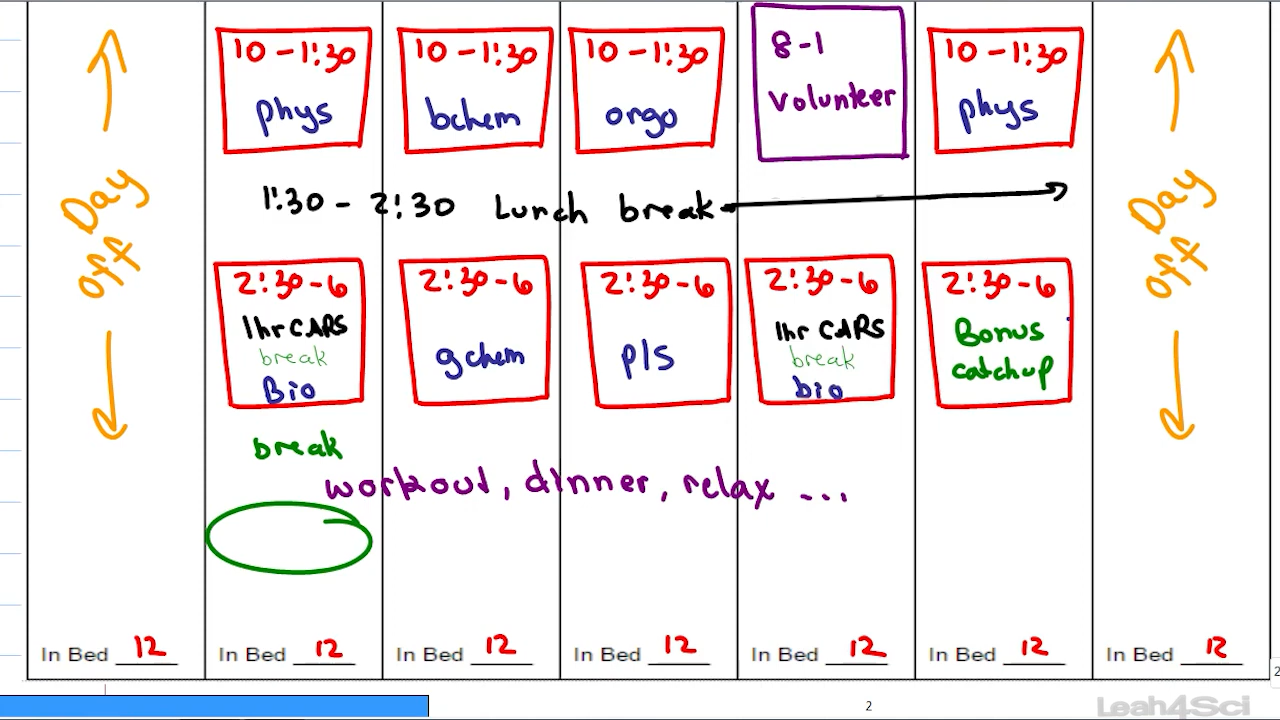 10-1:30
phys
10-1:30
bchem
10-1:30
orgo
8-1
volunteer
10-1:30
phys
Day
off
Day
off
1:30 - 2:30 Lunch break
2:30-6
1hr CARS
break
Bio
2:30-6
gchem
2:30-6
P/S
2:30-6
1hr CARS
break
bio
2:30-6
Bonus
catchup
break
workout, dinner, relax ...
In Bed 12
In Bed 12
In Bed 12
In Bed 12
In Bed 12
In Bed 12
In Bed 12
2
2
Leah4Sci